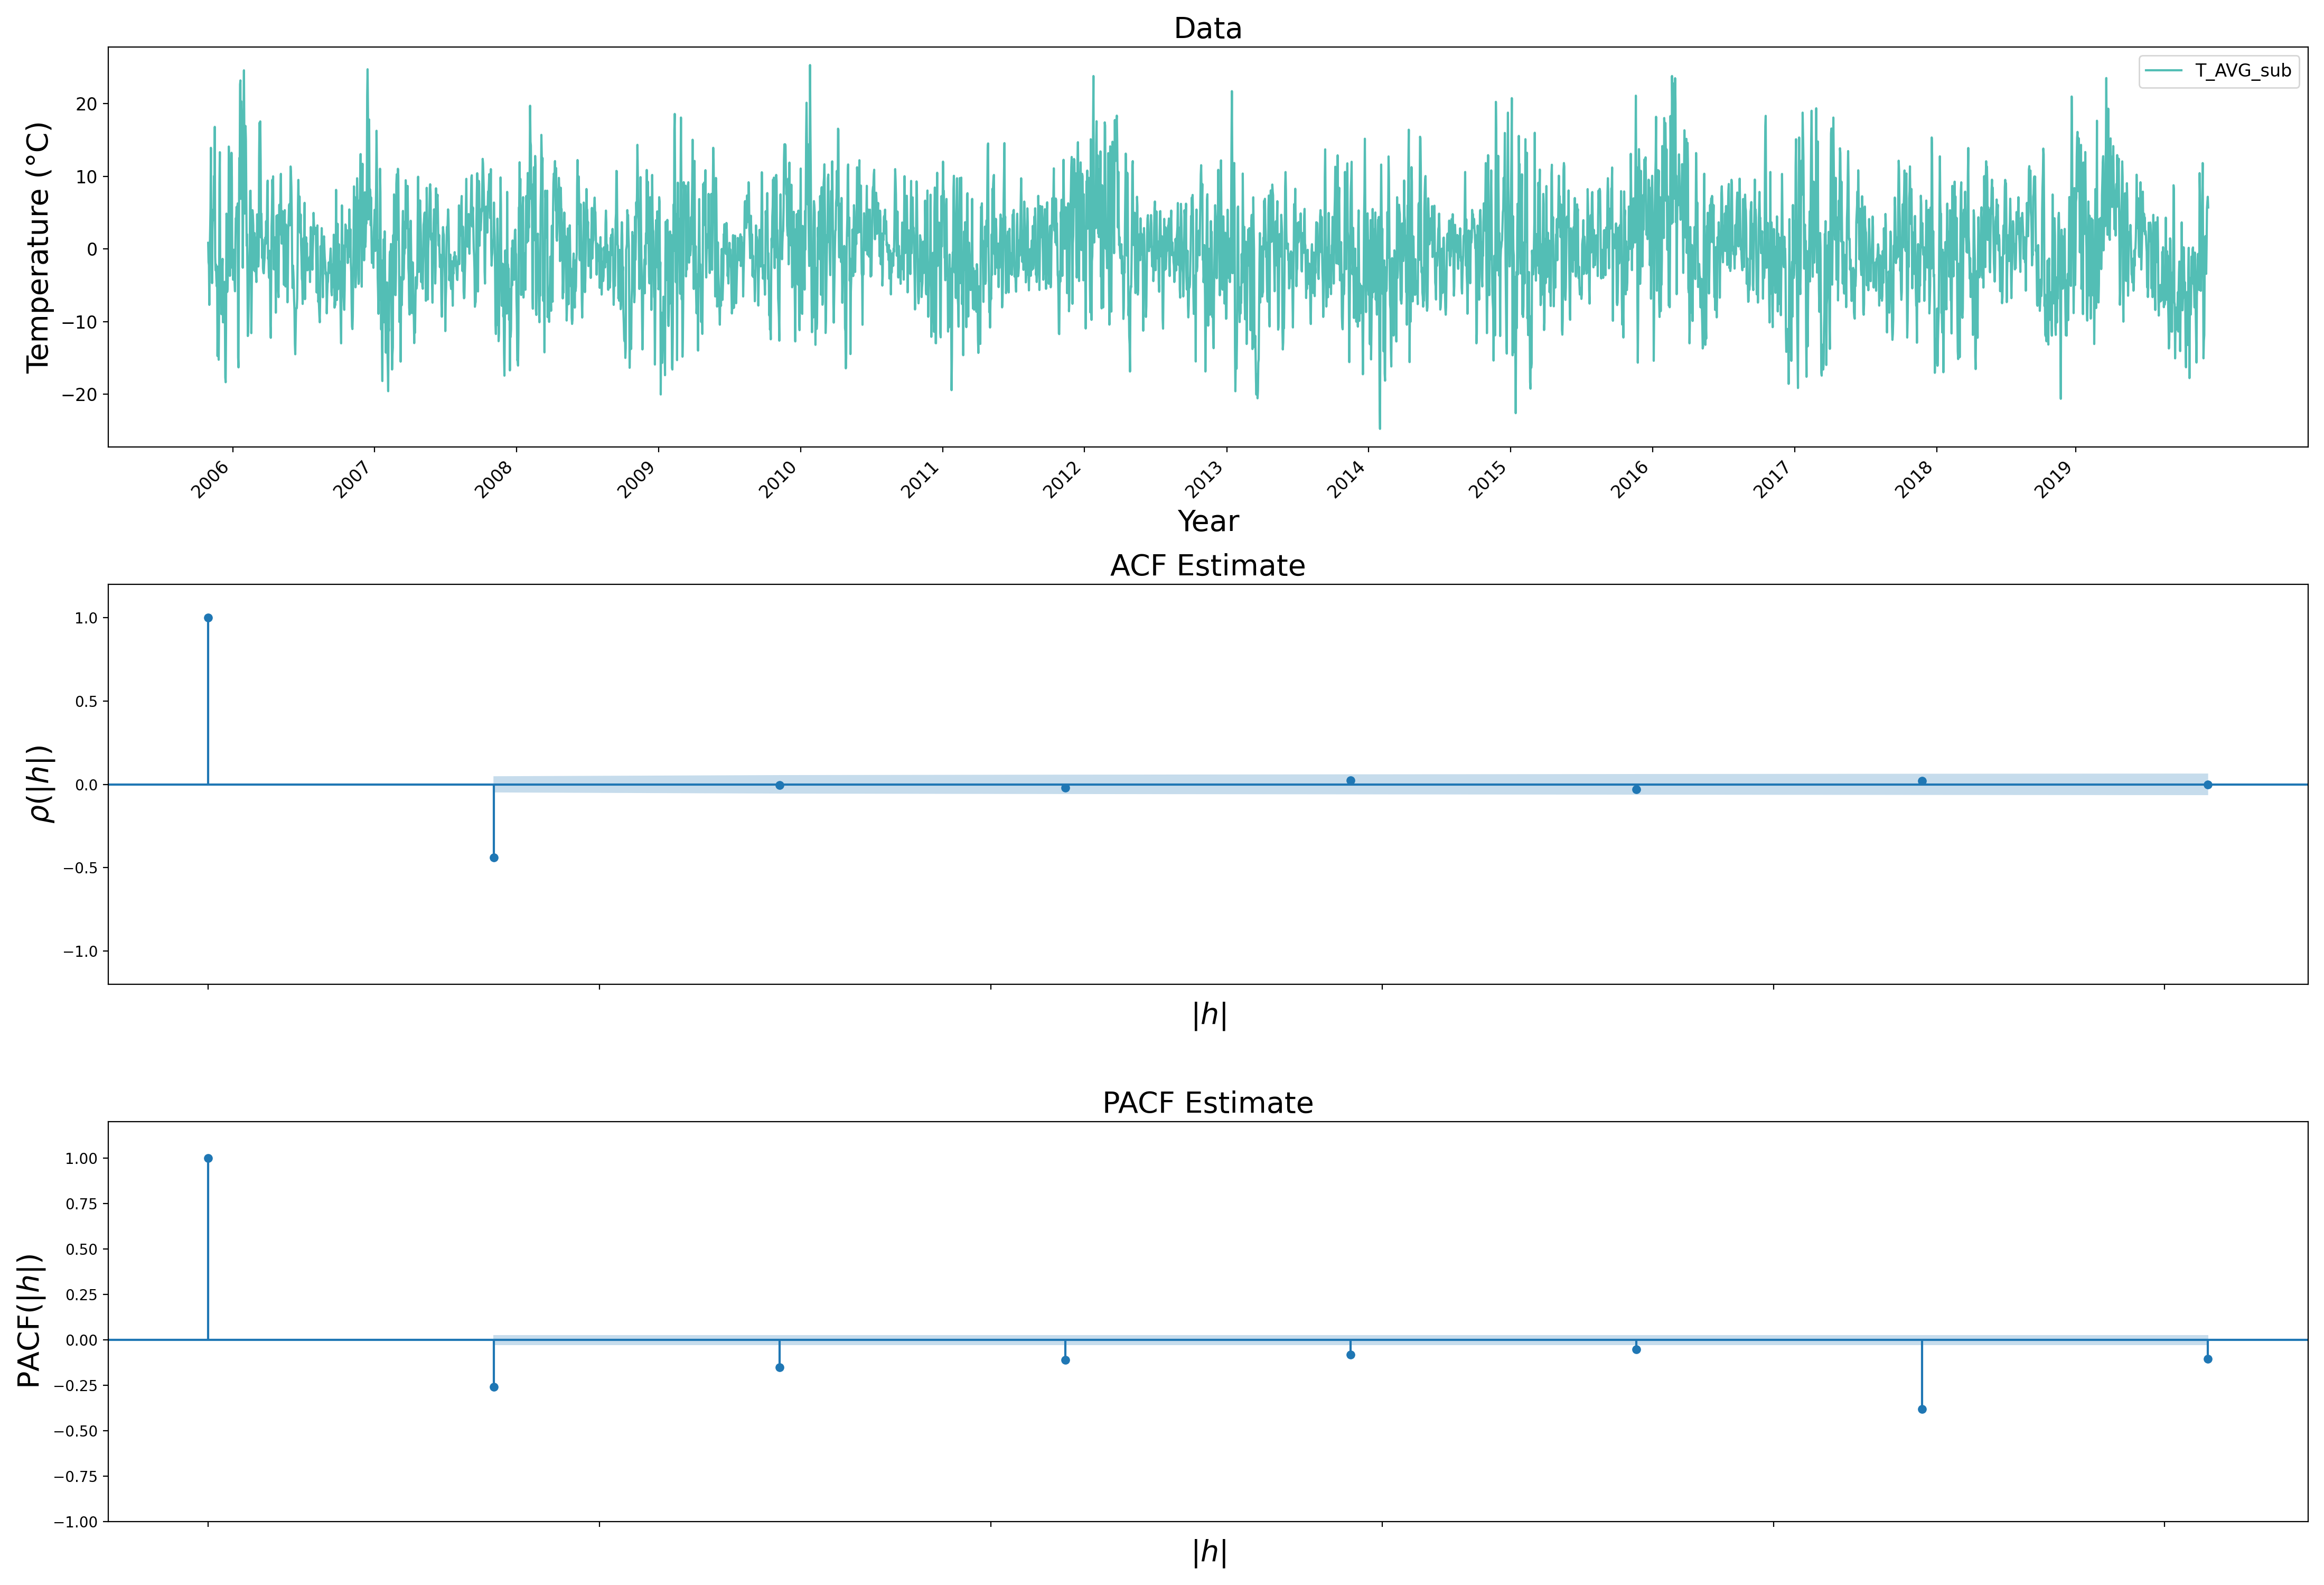 Data
T_AVG_sub
Temperature (°C)
20
10
0
−10
−20
2006 2007 2008 2009 2010 2011 2012 2013 2014 2015 2016 2017 2018 2019
Year
ACF Estimate
ρ(|h|)
1.0
0.5
0.0
−0.5
−1.0
|h|
PACF Estimate
PACF(|h|)
1.00
0.75
0.50
0.25
0.00
−0.25
−0.50
−0.75
−1.00
|h|